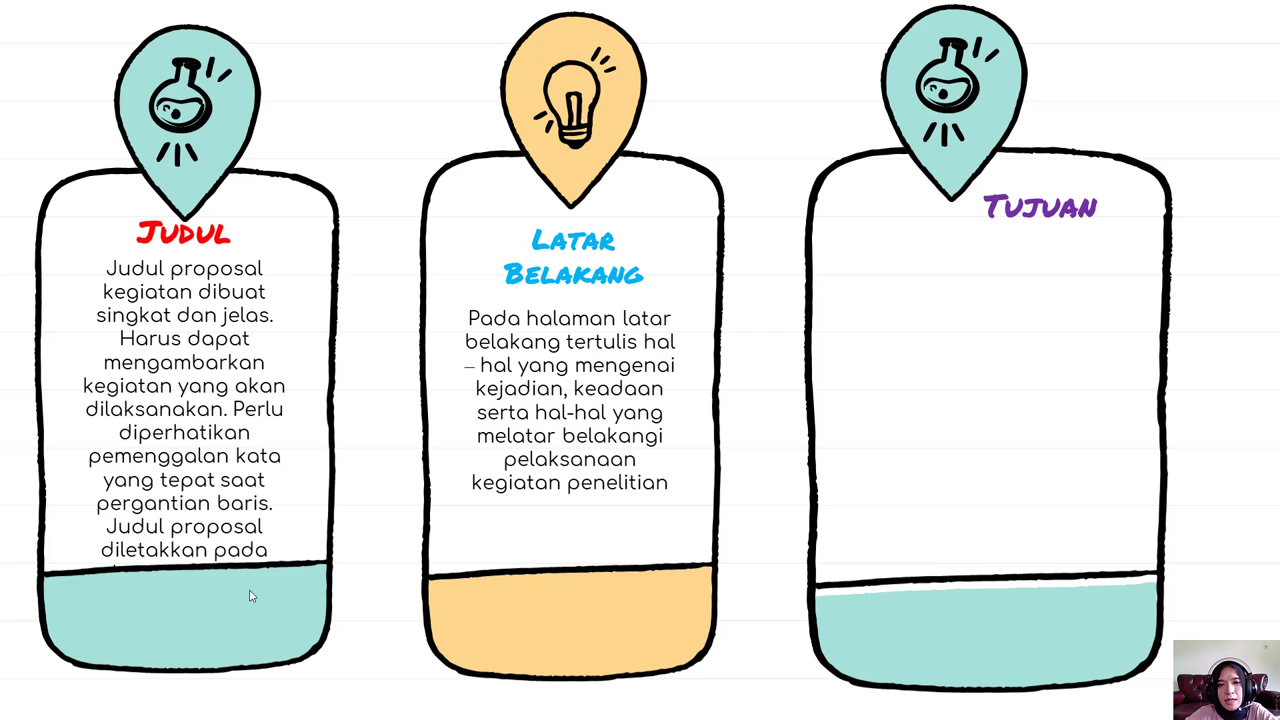 Judul
Judul proposal
kegiatan dibuat
singkat dan jelas.
Harus dapat
mengambarkan
kegiatan yang akan
dilaksanakan. Perlu
diperhatikan
pemenggalan kata
yang tepat saat
pergantian baris.
Judul proposal
diletakkan pada
Latar
Belakang
Pada halaman latar
belakang tertulis hal
– hal yang mengenai
kejadian, keadaan
serta hal-hal yang
melatar belakangi
pelaksanaan
kegiatan penelitian
Tujuan